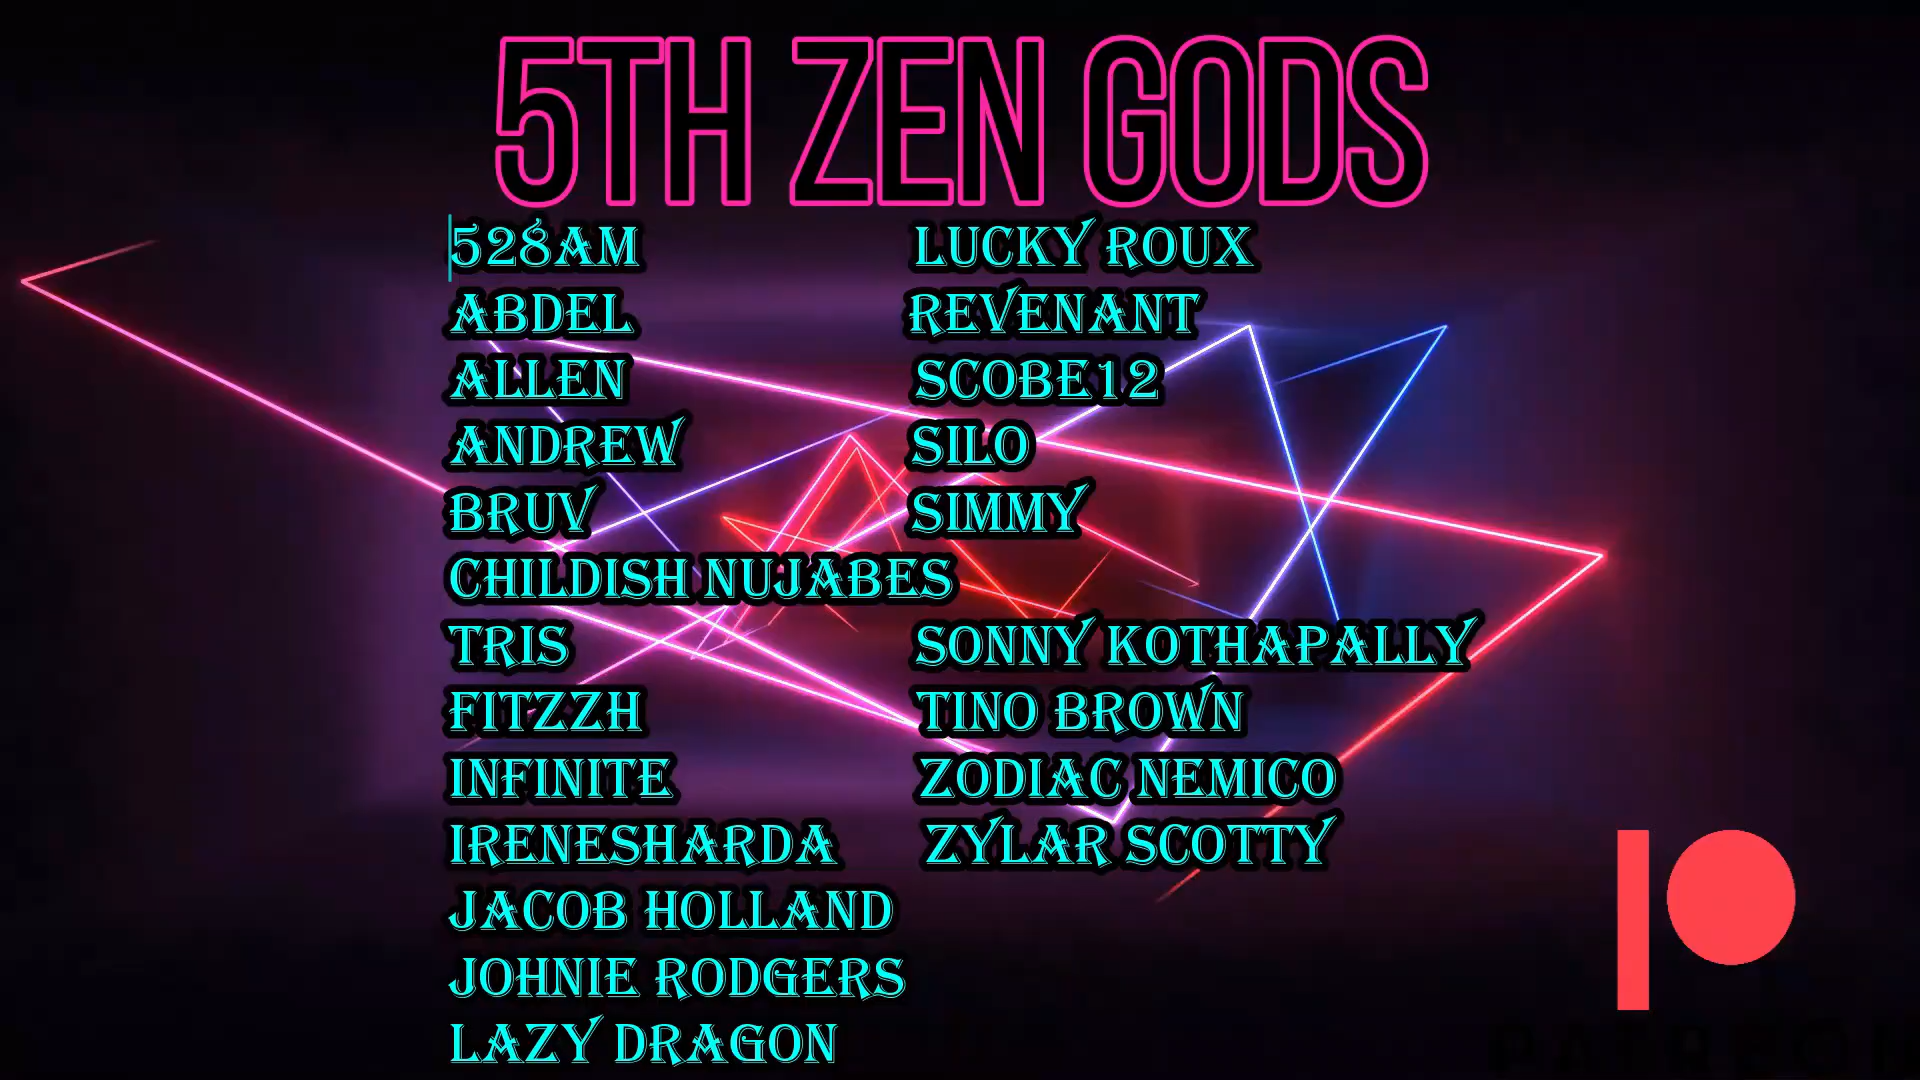 5TH ZEN GODS
528AM
ABDEL
ALLEN
ANDREW
BRUV
CHILDISH NUJABES
TRIS
FITZZH
INFINITE
IRENESHARDA
JACOB HOLLAND
JOHNIE RODGERS
LAZY DRAGON
LUCKY ROUX
REVENANT
SCOBE12
SILO
SIMMY
SONNY KOTHAPALLY
TINO BROWN
ZODIAC NEMICO
ZYLAR SCOTTY